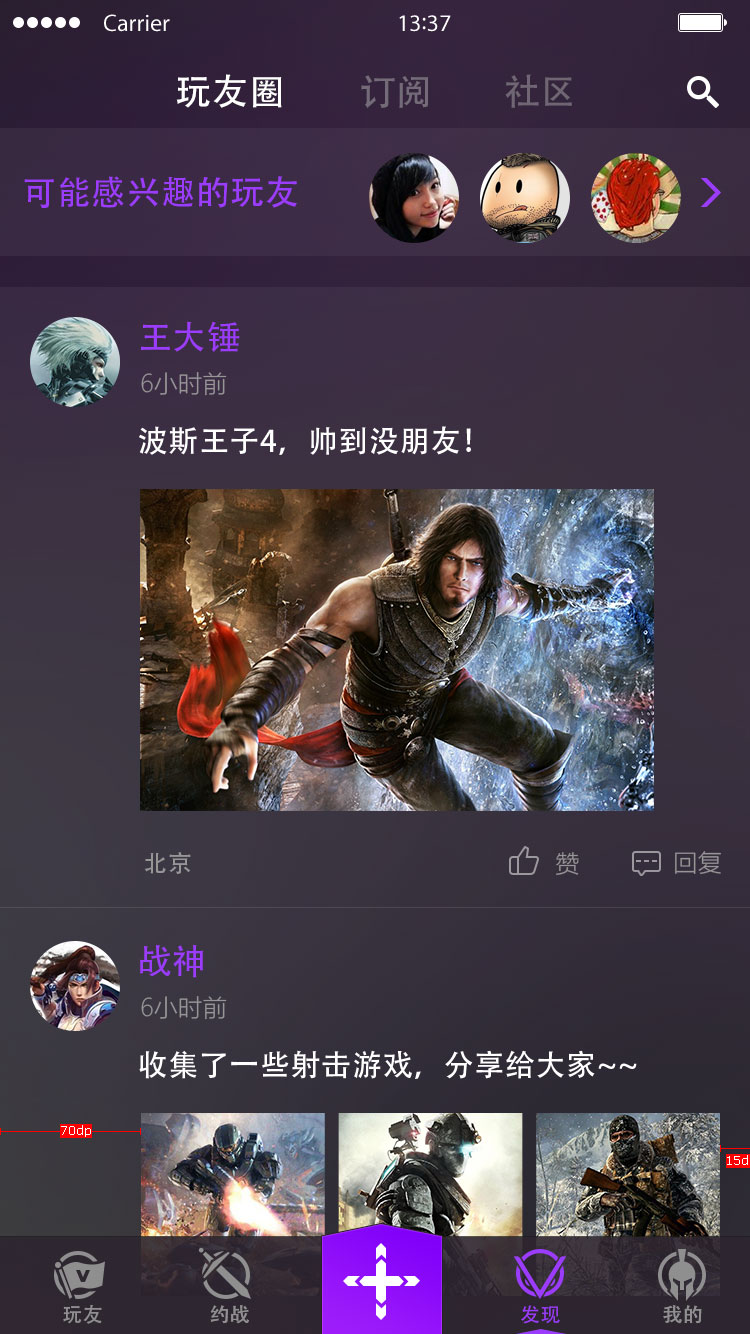 Carrier 13:37
玩友圈 订阅 社区
可能感兴趣的玩友
王大锤
6小时前
波斯王子4，帅到没朋友！
北京 赞 回复
战神
6小时前
收集了一些射击游戏，分享给大家~~
70dp
15d
玩友 约战 发现 我的